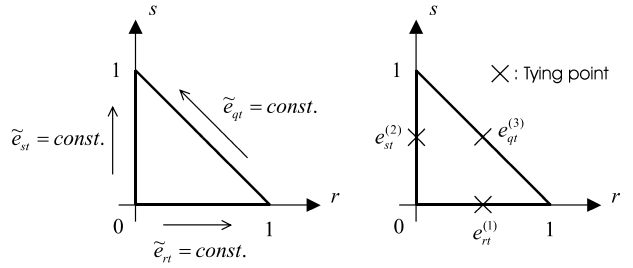 s
1
ẽ_qt = const.
ẽ_st = const.
r
0
1
ẽ_rt = const.
s
1
× : Tying point
e_st^(2)
e_qt^(3)
r
0
1
e_rt^(1)